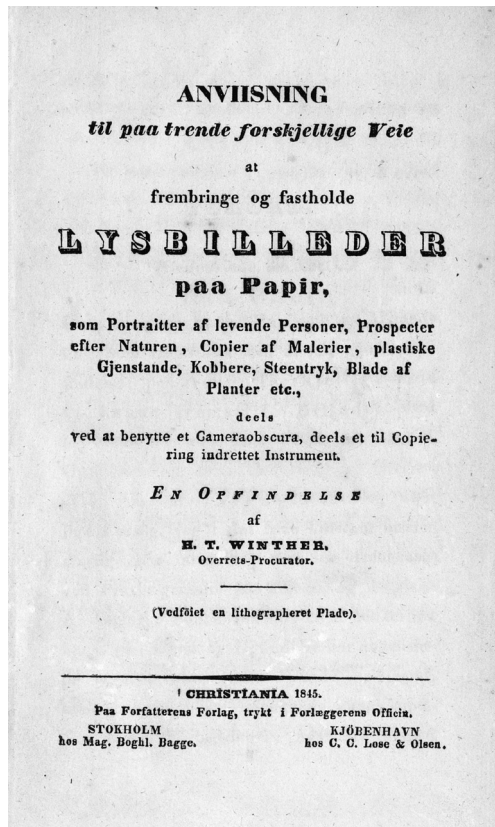 ANVIISNING
til paa trende forskjellige Veie
at
frembringe og fastholde
LYSBILLEDER
paa Papir,
som Portraitter af levende Personer, Prospecter
efter Naturen, Copier af Malerier, plastiske
Gjenstande, Kobbere, Steentryk, Blade af
Planter etc.,
deels
ved at benytte et Cameraobscura, deels et til Copie-
ring indrettet Instrument.
EN OPFINDELSE
af
H. T. WINTHER,
Overrets-Procurator.
(Vedföiet en lithographeret Plade).
CHRISTIANIA 1845.
Paa Forfatterens Forlag, trykt i Forlæggerens Officin.
STOKHOLM
hos Mag. Boghl. Bagge.
KJÖBENHAVN
hos C. C. Lose & Olsen.